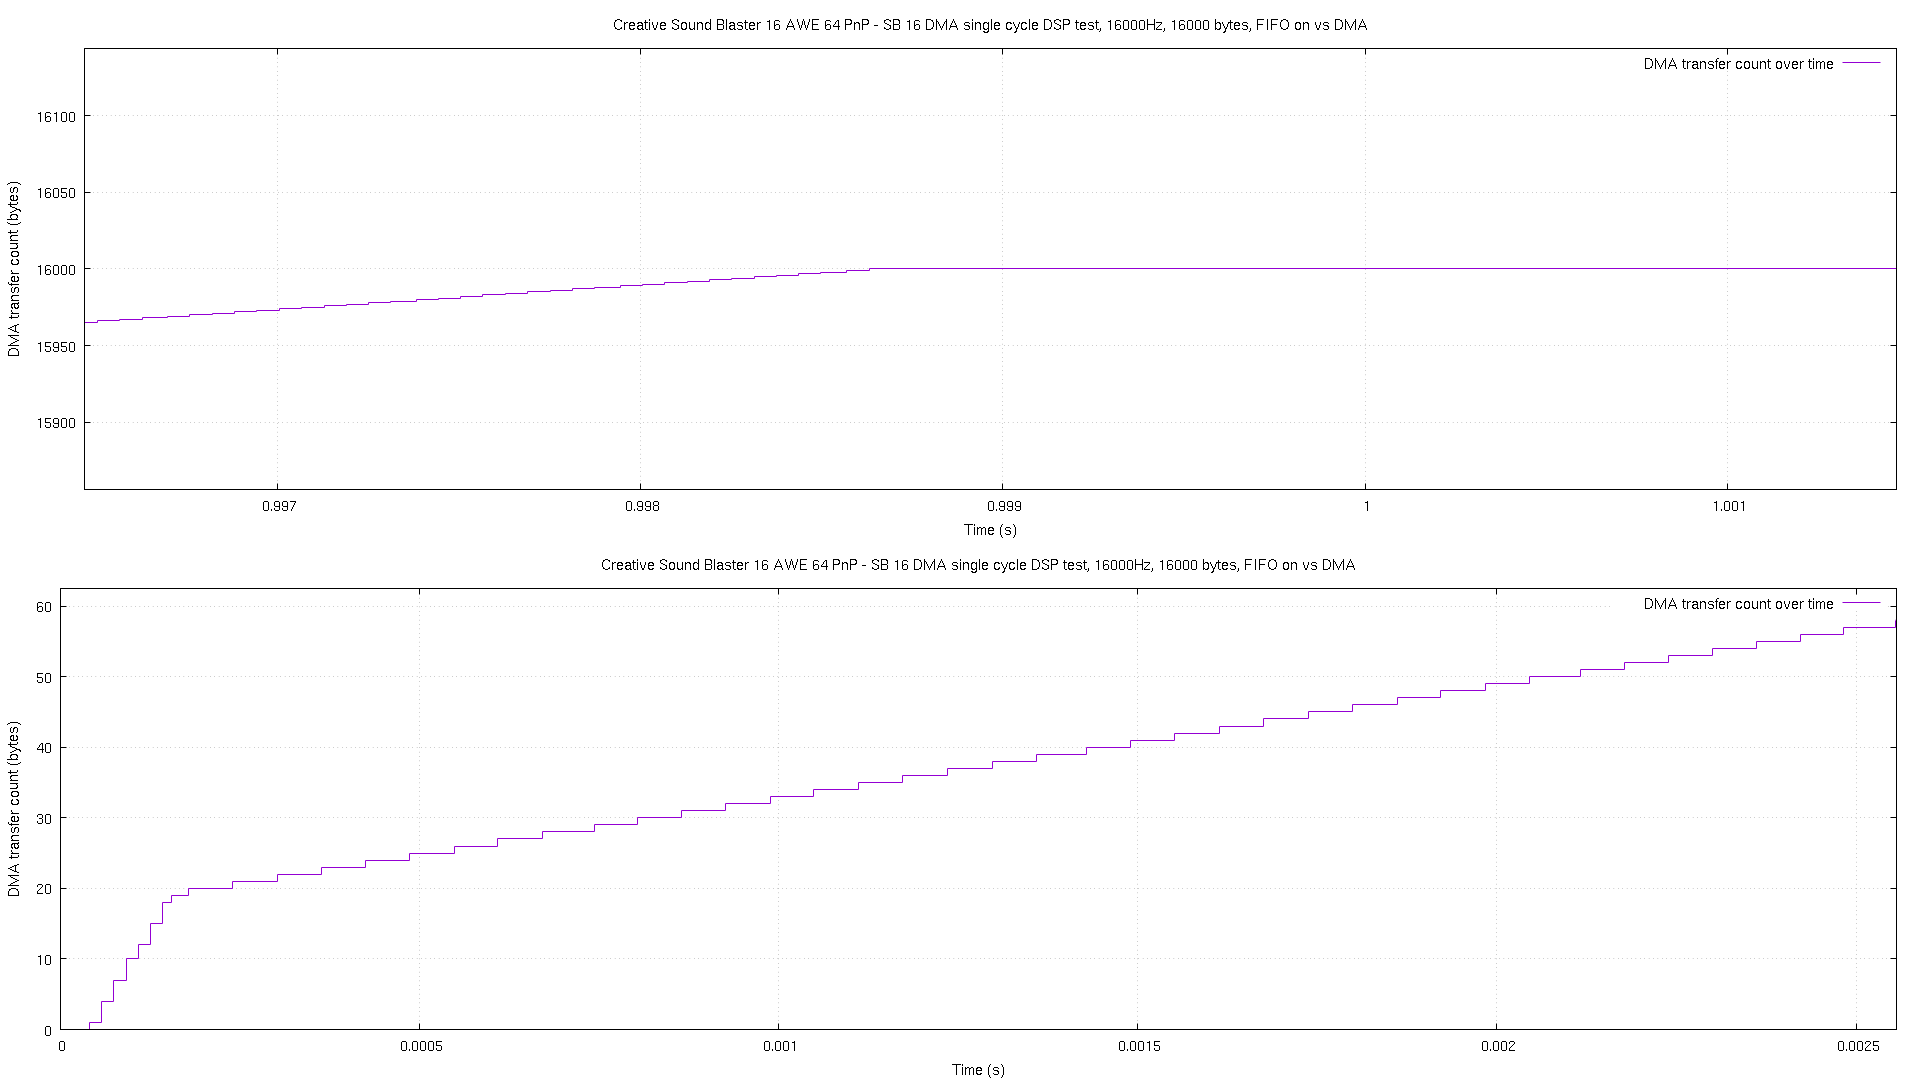 Creative Sound Blaster 16 AWE 64 PnP - SB 16 DMA single cycle DSP test, 16000Hz, 16000 bytes, FIFO on vs DMA
DMA transfer count over time
16100
16050
16000
15950
15900
DMA transfer count (bytes)
0.997 0.998 0.999 1 1.001
Time (s)
Creative Sound Blaster 16 AWE 64 PnP - SB 16 DMA single cycle DSP test, 16000Hz, 16000 bytes, FIFO on vs DMA
DMA transfer count over time
60
50
40
30
20
10
0
DMA transfer count (bytes)
0 0.0005 0.001 0.0015 0.002 0.0025
Time (s)